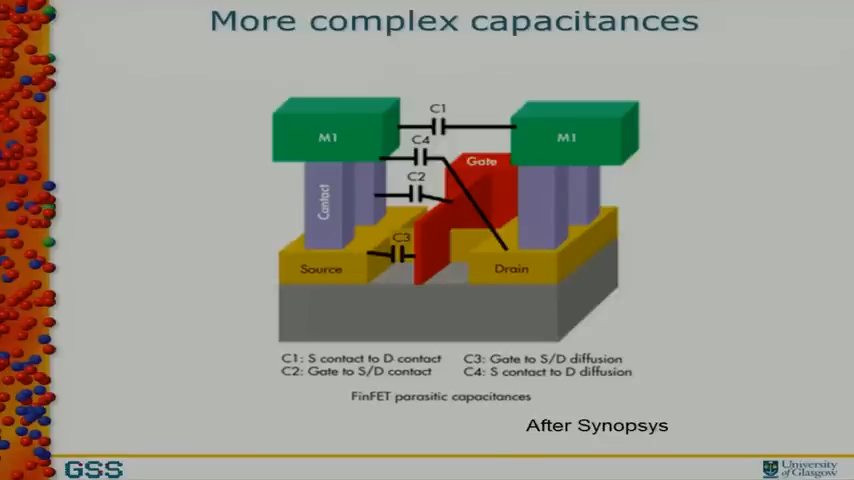 More complex capacitances
C1
M1
M1
C4
Gate
C2
Contact
C3
Source
Drain
C1: S contact to D contact C3: Gate to S/D diffusion
C2: Gate to S/D contact C4: S contact to D diffusion
FinFET parasitic capacitances
After Synopsys
GSS
University
of Glasgow